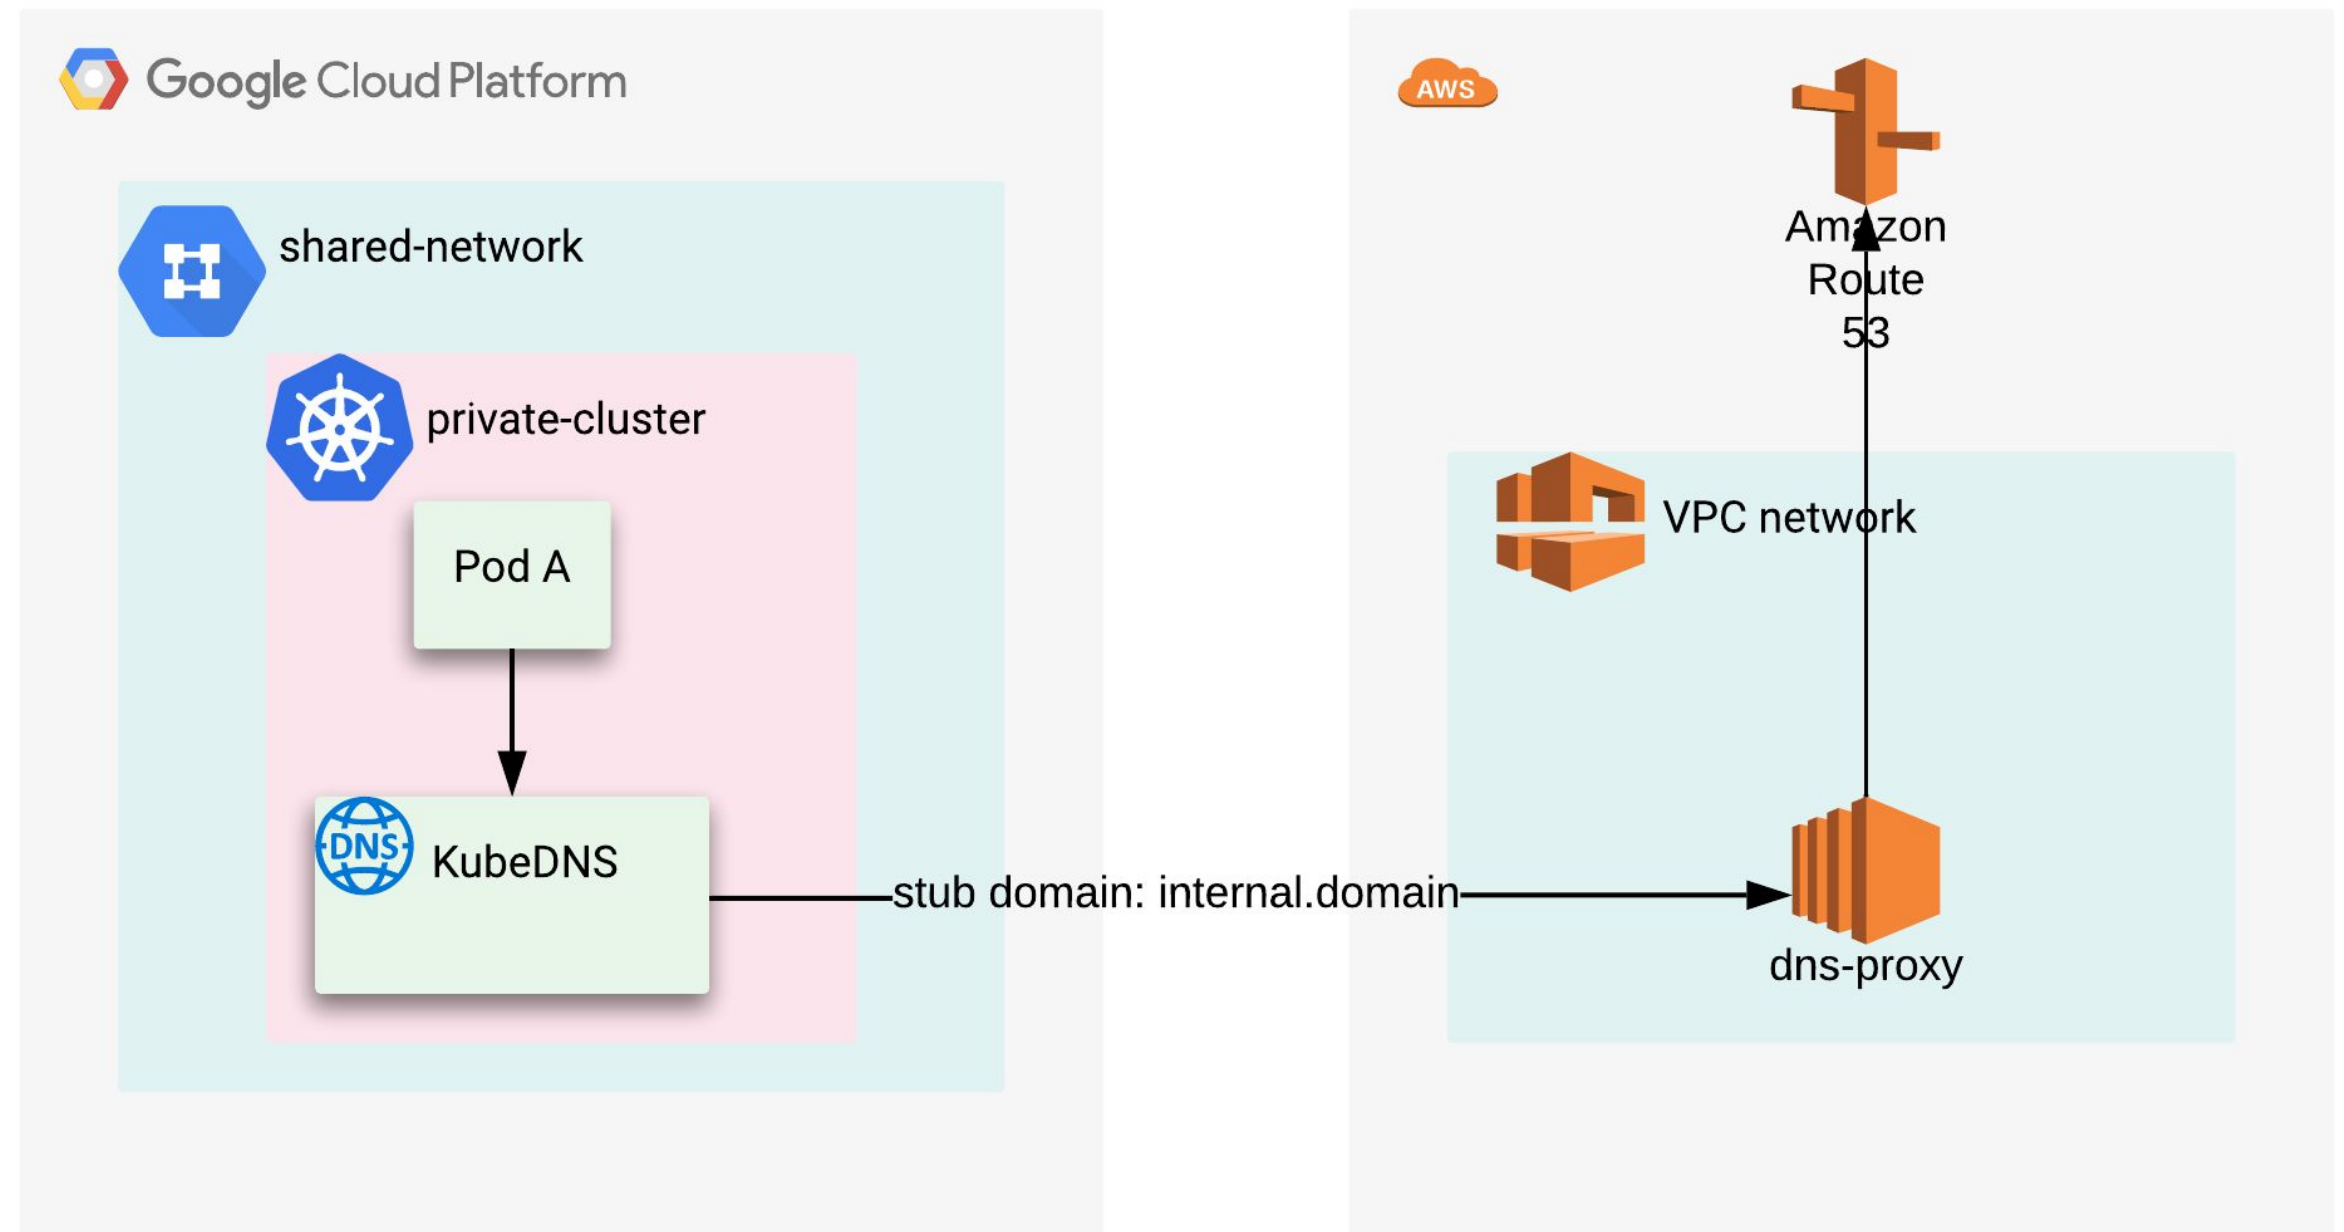 Google Cloud Platform
AWS
Amazon
Route
53
shared-network
private-cluster
Pod A
VPC network
DNS
KubeDNS
stub domain: internal.domain
dns-proxy